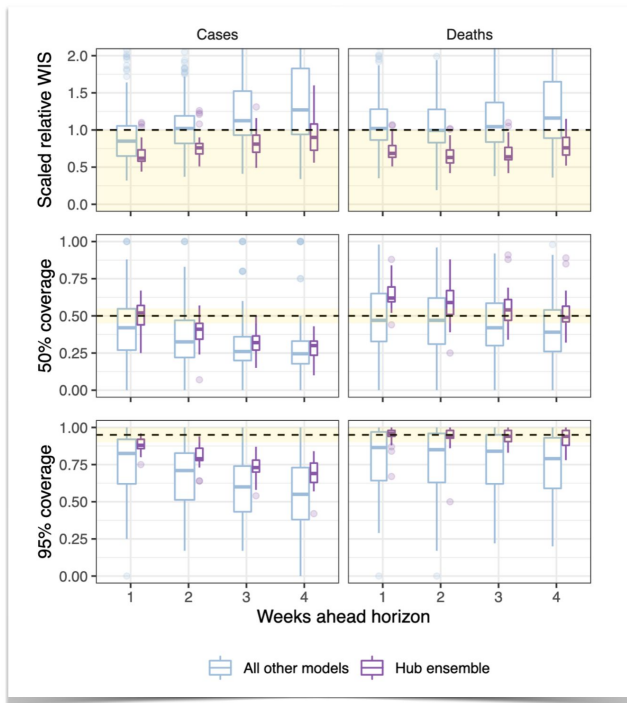 Cases Deaths
Scaled relative WIS
2.0
1.5
1.0
0.5
0.0
50% coverage
1.00
0.75
0.50
0.25
0.00
95% coverage
1.00
0.75
0.50
0.25
0.00
1 2 3 4 1 2 3 4
Weeks ahead horizon
All other models Hub ensemble